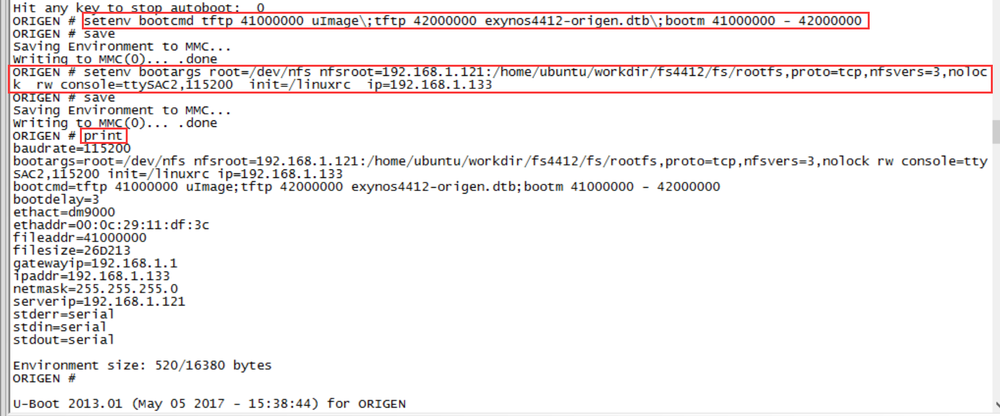 Hit any key to stop autoboot:  0
ORIGEN # setenv bootcmd tftp 41000000 uImage\;tftp 42000000 exynos4412-origen.dtb\;bootm 41000000 - 42000000
ORIGEN # save
Saving Environment to MMC...
Writing to MMC(0)... .done
ORIGEN # setenv bootargs root=/dev/nfs nfsroot=192.168.1.121:/home/ubuntu/workdir/fs4412/fs/rootfs,proto=tcp,nfsvers=3,noloc
k  rw console=ttySAC2,115200  init=/linuxrc  ip=192.168.1.133
ORIGEN # save
Saving Environment to MMC...
Writing to MMC(0)... .done
ORIGEN # print
baudrate=115200
bootargs=root=/dev/nfs nfsroot=192.168.1.121:/home/ubuntu/workdir/fs4412/fs/rootfs,proto=tcp,nfsvers=3,nolock rw console=tty
SAC2,115200 init=/linuxrc ip=192.168.1.133
bootcmd=tftp 41000000 uImage;tftp 42000000 exynos4412-origen.dtb;bootm 41000000 - 42000000
bootdelay=3
ethact=dm9000
ethaddr=00:0c:29:11:df:3c
fileaddr=41000000
filesize=26D213
gatewayip=192.168.1.1
ipaddr=192.168.1.133
netmask=255.255.255.0
serverip=192.168.1.121
stderr=serial
stdin=serial
stdout=serial
Environment size: 520/16380 bytes
ORIGEN #
U-Boot 2013.01 (May 05 2017 - 15:38:44) for ORIGEN